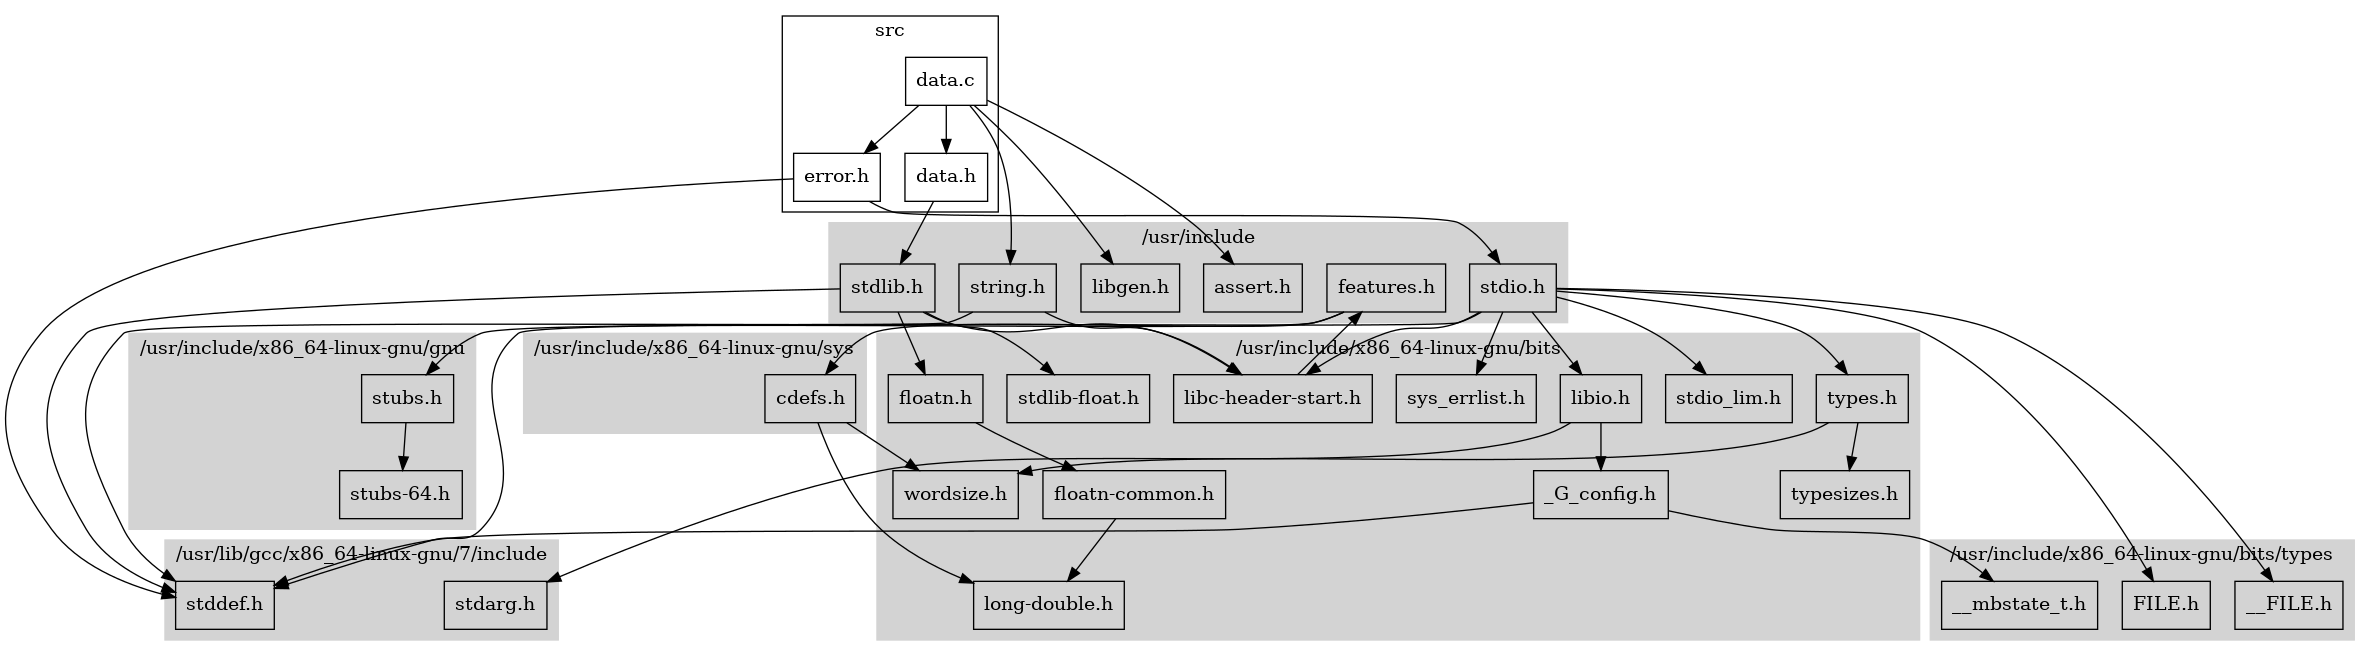 src
data.c
error.h
data.h
/usr/include
stdlib.h
string.h
libgen.h
assert.h
features.h
stdio.h
/usr/include/x86_64-linux-gnu/gnu
/usr/include/x86_64-linux-gnu/sys
/usr/include/x86_64-linux-gnu/bits
stubs.h
cdefs.h
floatn.h
stdlib-float.h
libc-header-start.h
sys_errlist.h
libio.h
stdio_lim.h
types.h
stubs-64.h
wordsize.h
floatn-common.h
_G_config.h
typesizes.h
/usr/lib/gcc/x86_64-linux-gnu/7/include
/usr/include/x86_64-linux-gnu/bits/types
stddef.h
stdarg.h
long-double.h
__mbstate_t.h
FILE.h
__FILE.h